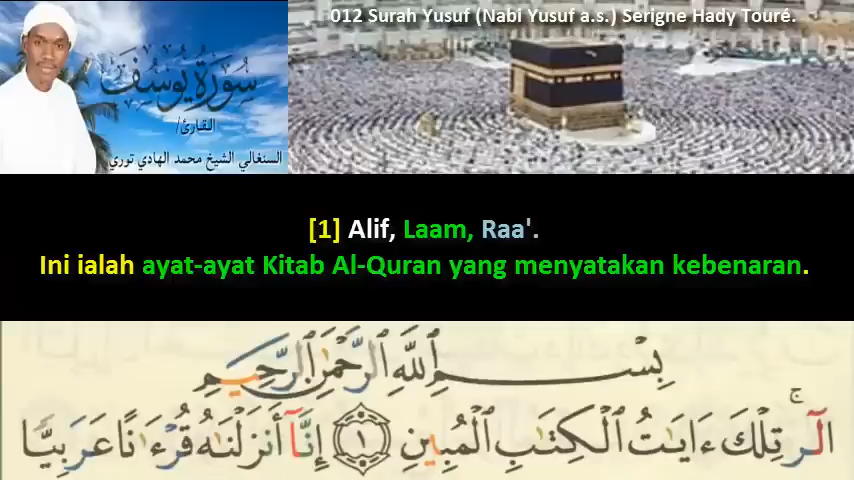 012 Surah Yusuf (Nabi Yusuf a.s.) Serigne Hady Touré.
سُورَةُ يُوسُفَ
القارئ/
السنغالي الشيخ محمد الهادي توري
[1] Alif, Laam, Raa'.
Ini ialah ayat-ayat Kitab Al-Quran yang menyatakan kebenaran.
بِسْمِ ٱللَّهِ ٱلرَّحْمَٰنِ ٱلرَّحِيمِ
الٓرۚ تِلْكَ ءَايَٰتُ ٱلْكِتَٰبِ ٱلْمُبِينِ ١ إِنَّآ أَنزَلْنَٰهُ قُرْءَٰنًا عَرَبِيًّا